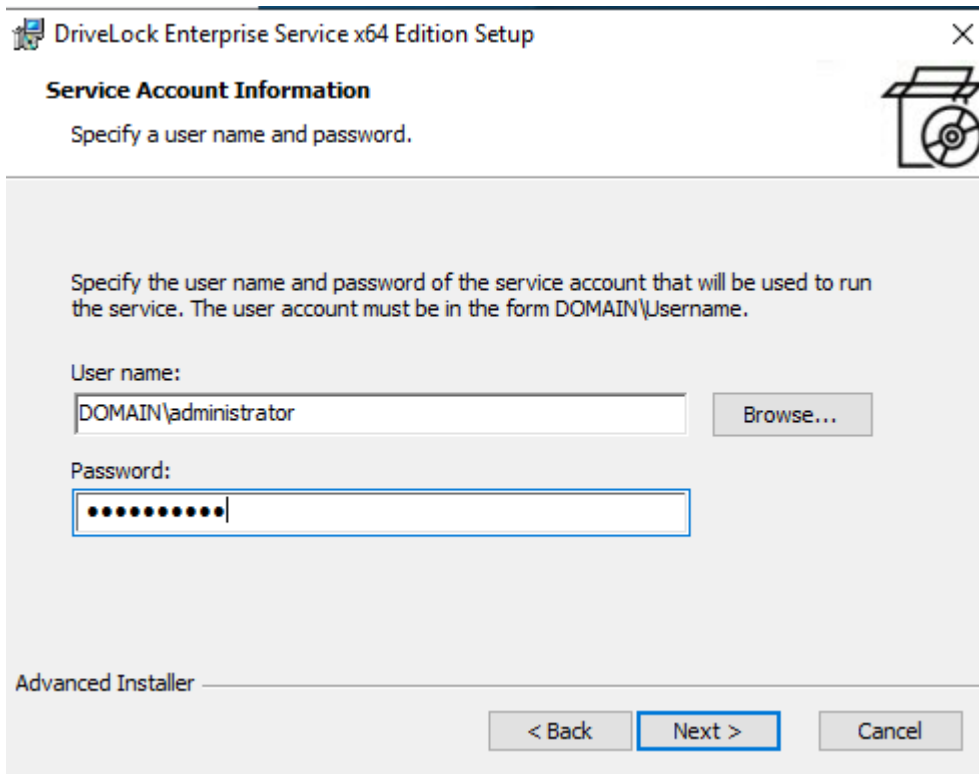 DriveLock Enterprise Service x64 Edition Setup
Service Account Information
Specify a user name and password.
Specify the user name and password of the service account that will be used to run
the service. The user account must be in the form DOMAIN\Username.
User name:
DOMAIN\administrator
Browse...
Password:
●●●●●●●●●●
Advanced Installer
< Back
Next >
Cancel